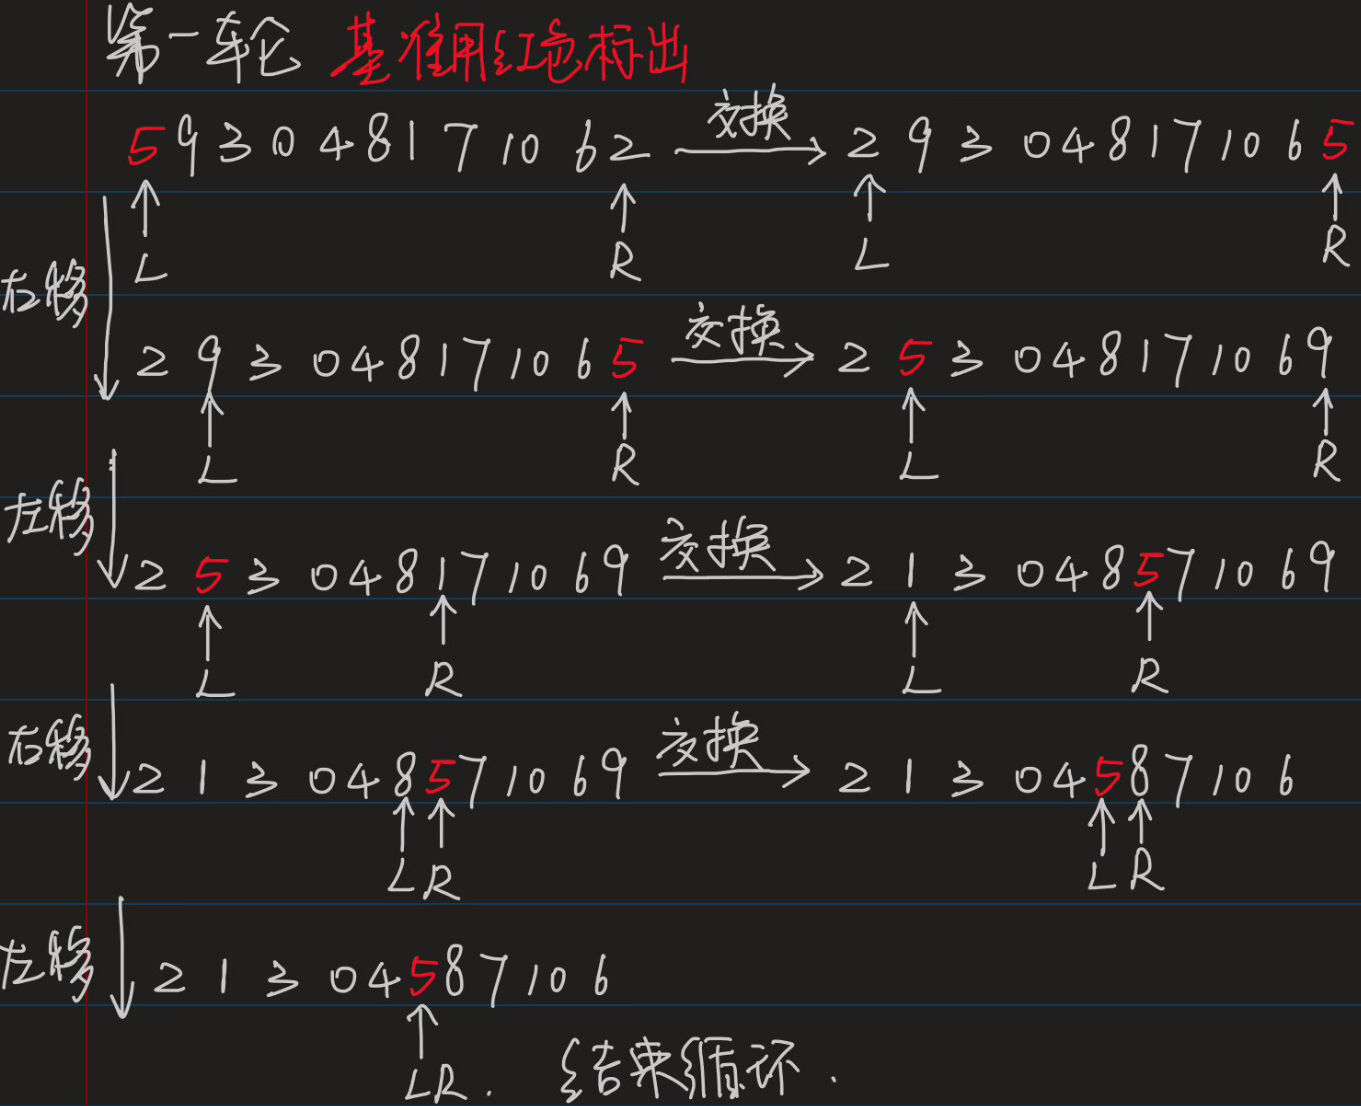 第一轮 基准用红色标出
5 9 3 0 4 8 1 7 10 6 2 交换 2 9 3 0 4 8 1 7 10 6 5
L R L R
右移
2 9 3 0 4 8 1 7 10 6 5 交换 2 5 3 0 4 8 1 7 10 6 9
L R L R
左移
2 5 3 0 4 8 1 7 10 6 9 交换 2 1 3 0 4 8 5 7 10 6 9
L R L R
右移
2 1 3 0 4 8 5 7 10 6 9 交换 2 1 3 0 4 5 8 7 10 6
L R L R
左移
2 1 3 0 4 5 8 7 10 6
LR. 结束循环.